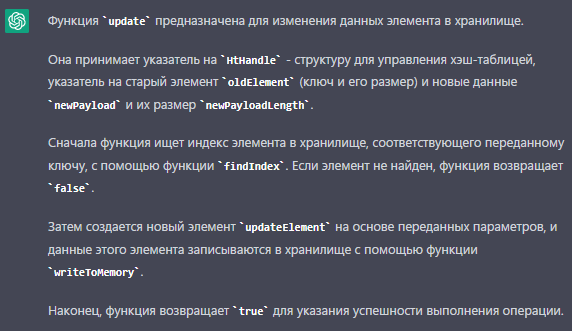 Функция `update` предназначена для изменения данных элемента в хранилище.
Она принимает указатель на `HtHandle` - структуру для управления хэш-таблицей,
указатель на старый элемент `oldElement` (ключ и его размер) и новые данные
`newPayload` и их размер `newPayloadLength`.
Сначала функция ищет индекс элемента в хранилище, соответствующего переданному
ключу, с помощью функции `findIndex`. Если элемент не найден, функция возвращает
`false`.
Затем создается новый элемент `updateElement` на основе переданных параметров, и
данные этого элемента записываются в хранилище с помощью функции
`writeToMemory`.
Наконец, функция возвращает `true` для указания успешности выполнения операции.